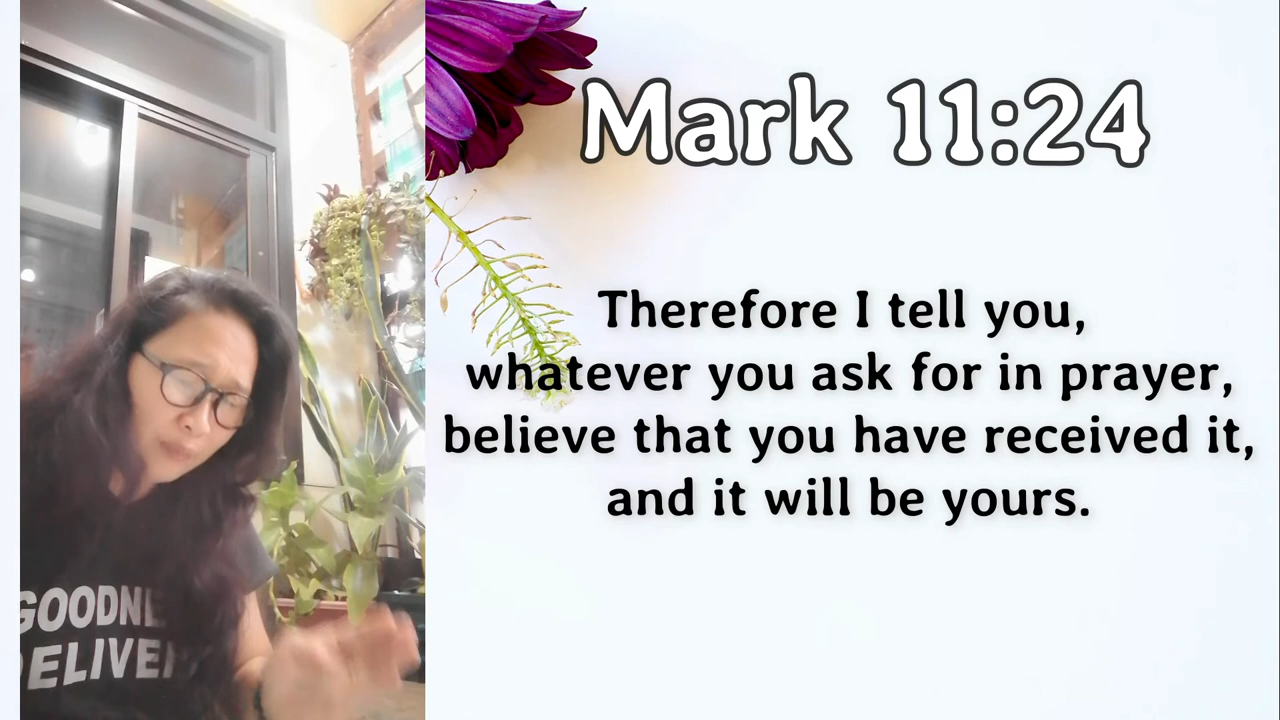 Mark 11:24
Therefore I tell you,
whatever you ask for in prayer,
believe that you have received it,
and it will be yours.